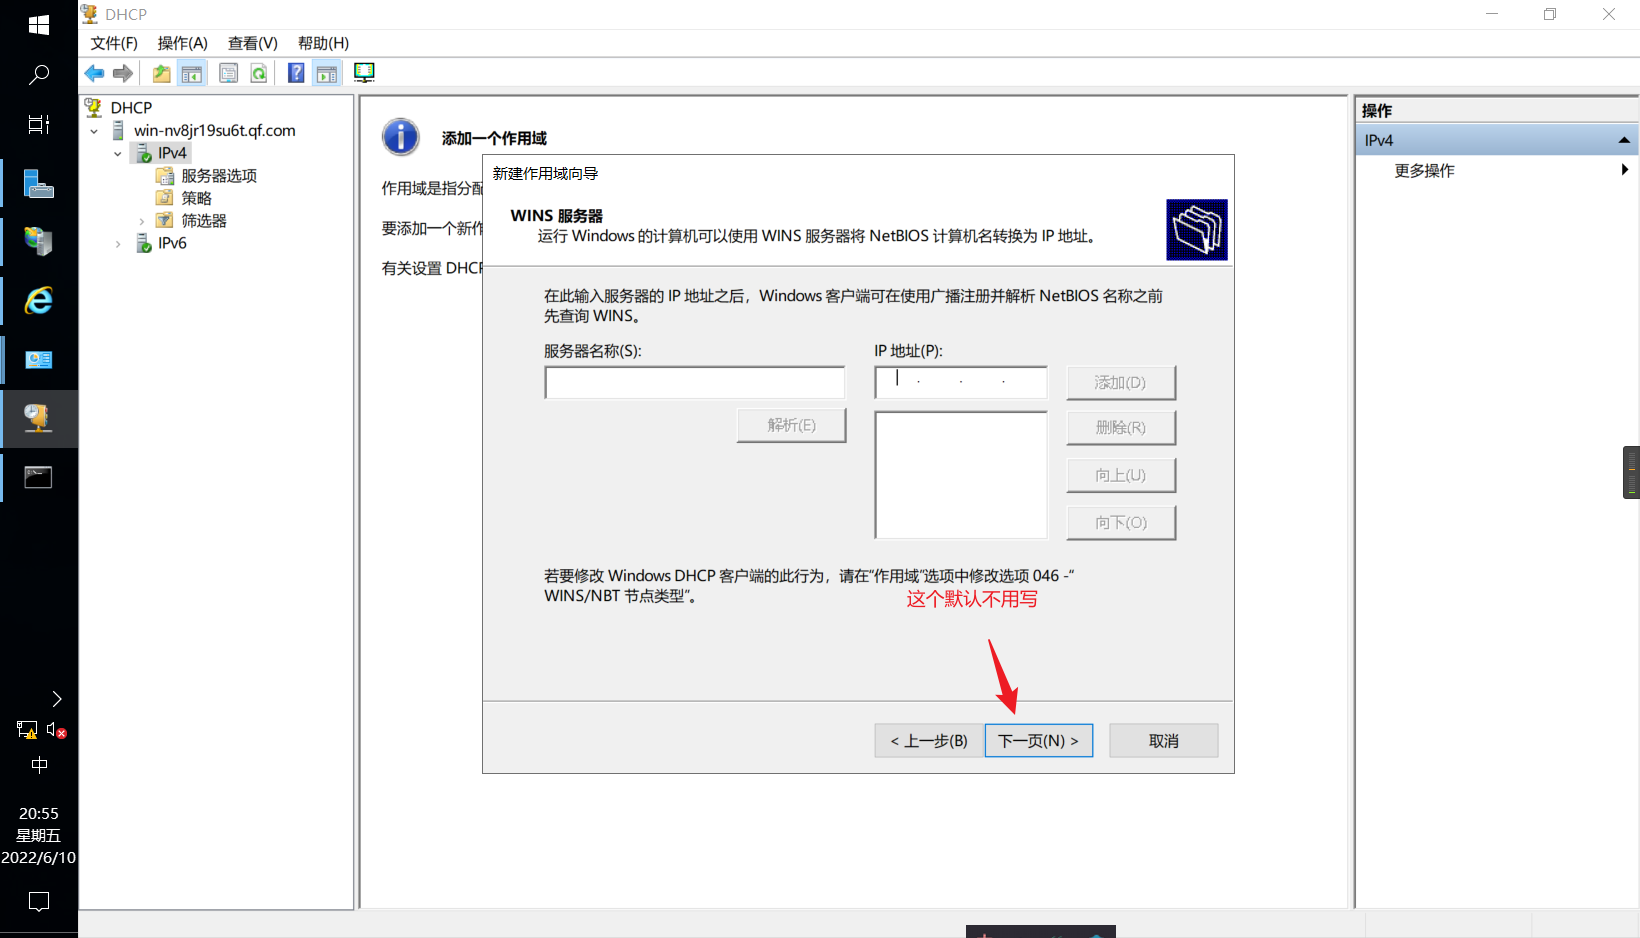 DHCP
文件(F) 操作(A) 查看(V) 帮助(H)
DHCP
win-nv8jr19su6t.qf.com
IPv4
服务器选项
策略
筛选器
IPv6
添加一个作用域
作用域是指分配
要添加一个新作
有关设置 DHCP
新建作用域向导
WINS 服务器
运行 Windows 的计算机可以使用 WINS 服务器将 NetBIOS 计算机名转换为 IP 地址。
在此输入服务器的 IP 地址之后，Windows 客户端可在使用广播注册并解析 NetBIOS 名称之前
先查询 WINS。
服务器名称(S):
IP 地址(P):
. . .
添加(D)
解析(E)
删除(R)
向上(U)
向下(O)
若要修改 Windows DHCP 客户端的此行为，请在“作用域”选项中修改选项 046 -“
WINS/NBT 节点类型”。
这个默认不用写
< 上一步(B) 下一页(N) > 取消
操作
IPv4
更多操作
中
20:55
星期五
2022/6/10